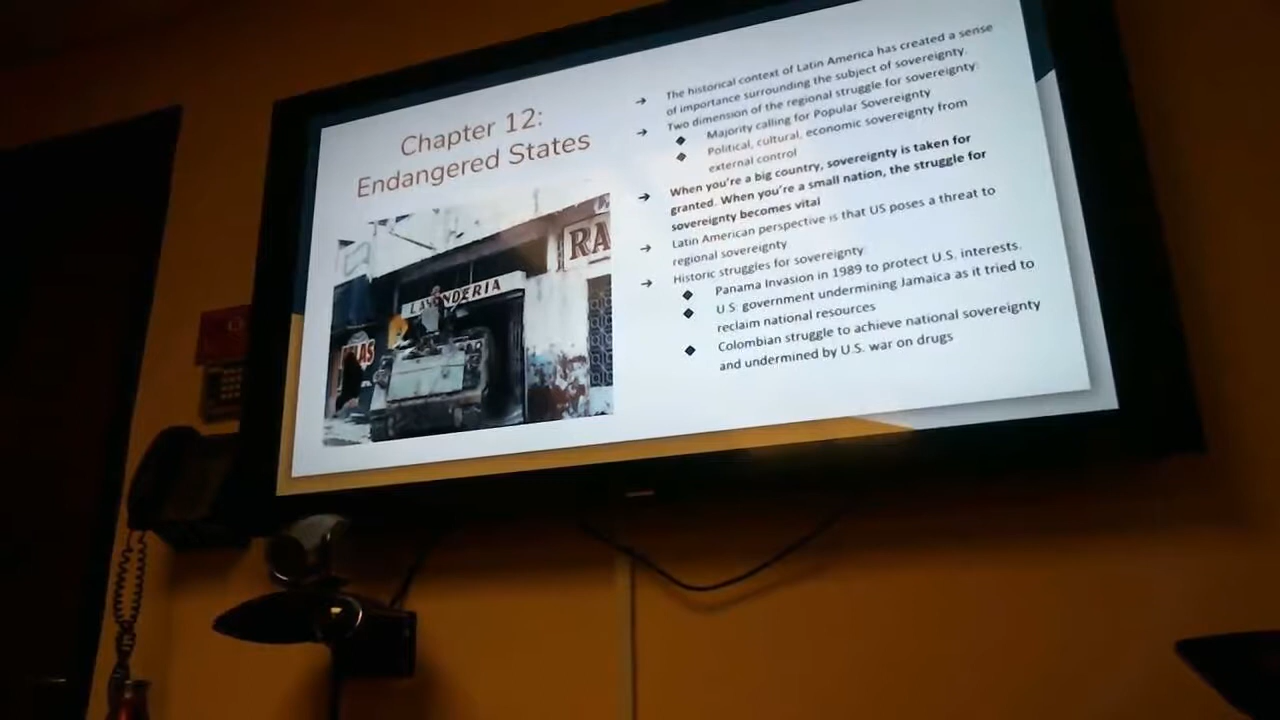 Chapter 12:
Endangered States
RA
LAVANDERIA
The historical context of Latin America has created a sense
of importance surrounding the subject of sovereignty.
Two dimension of the regional struggle for sovereignty
Majority calling for Popular Sovereignty
Political, cultural, economic sovereignty from
external control
When you're a big country, sovereignty is taken for
granted. When you're a small nation, the struggle for
sovereignty becomes vital
Latin American perspective is that US poses a threat to
regional sovereignty
Historic struggles for sovereignty
Panama Invasion in 1989 to protect U.S. interests.
U.S. government undermining Jamaica as it tried to
reclaim national resources
Colombian struggle to achieve national sovereignty
and undermined by U.S. war on drugs